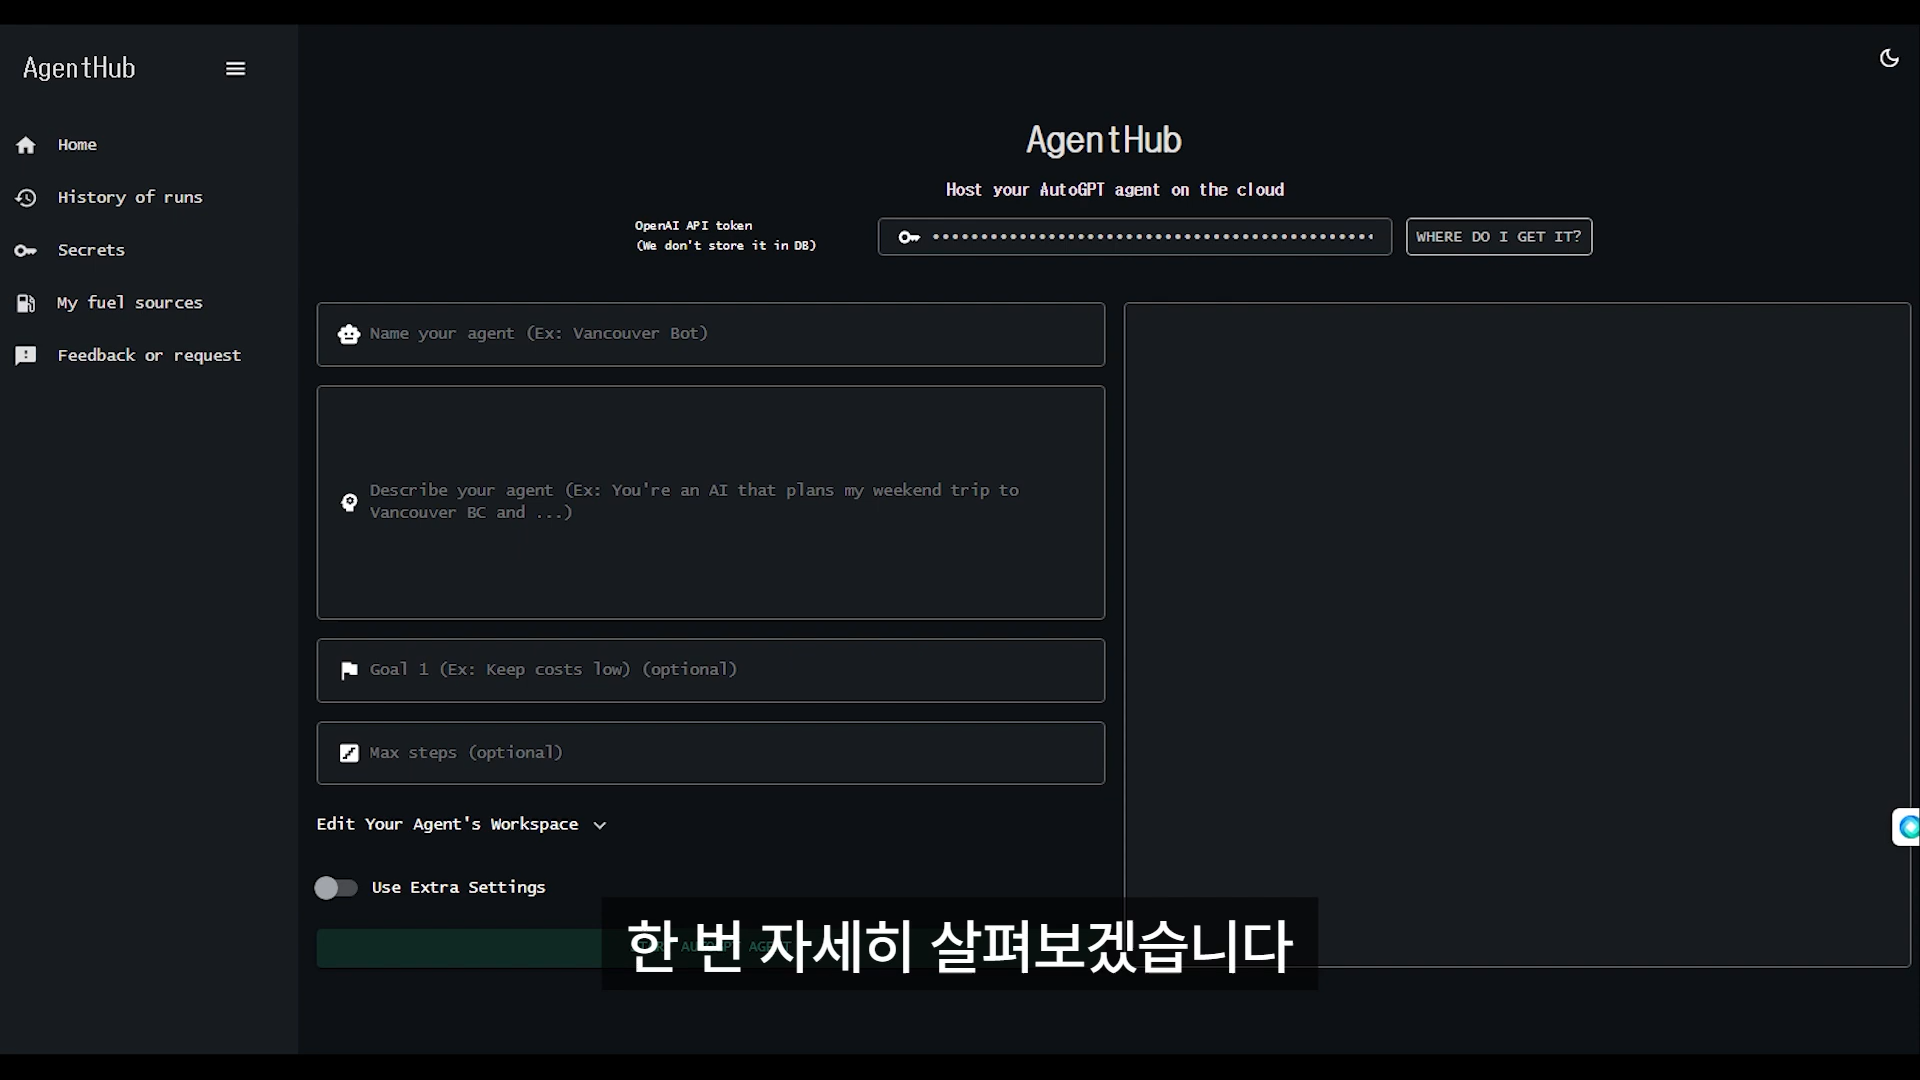 AgentHub
Home
History of runs
Secrets
My fuel sources
Feedback or request
AgentHub
Host your AutoGPT agent on the cloud
OpenAI API token
(We don't store it in DB)
WHERE DO I GET IT?
Name your agent (Ex: Vancouver Bot)
Describe your agent (Ex: You're an AI that plans my weekend trip to
Vancouver BC and ...)
Goal 1 (Ex: Keep costs low) (optional)
Max steps (optional)
Edit Your Agent's Workspace
Use Extra Settings
한 번 자세히 살펴보겠습니다